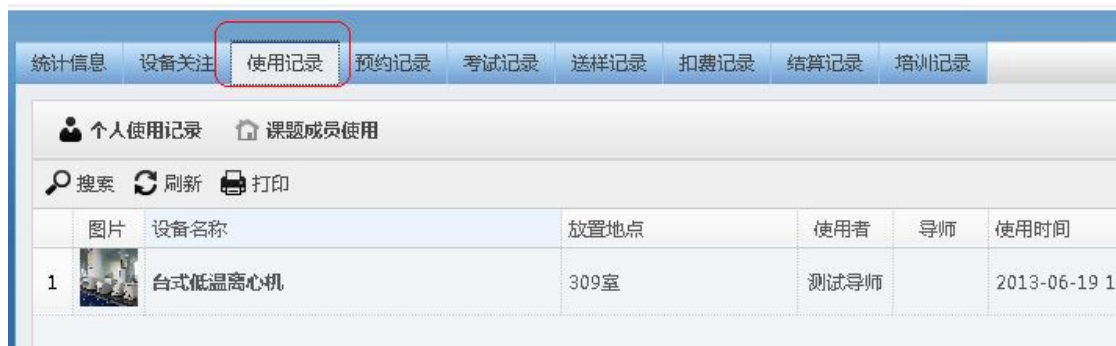 统计信息 设备关注 使用记录 预约记录 考试记录 送样记录 扣费记录 结算记录 培训记录
个人使用记录 课题成员使用
搜索 刷新 打印
图片 设备名称 放置地点 使用者 导师 使用时间
1 台式低温离心机 309室 测试导师 2013-06-19 1